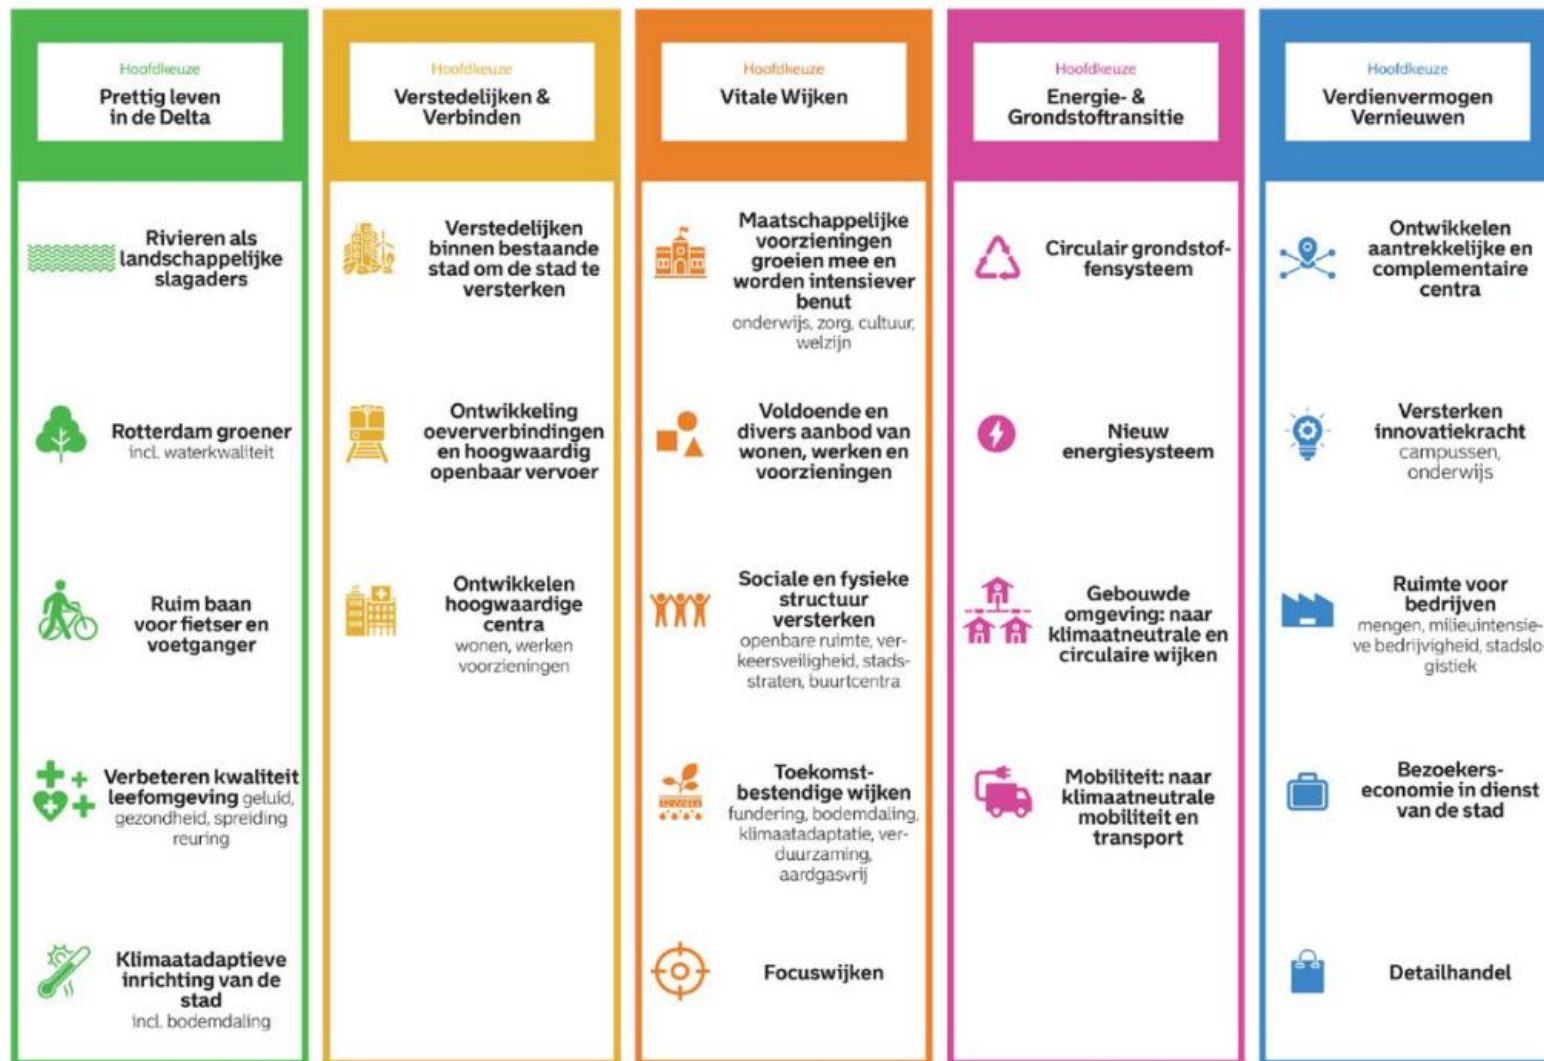 Hoofdkeuze
Prettig leven
in de Delta
Rivieren als
landschappelijke
slagaders
Rotterdam groener
incl. waterkwaliteit
Ruim baan
voor fietser en
voetganger
Verbeteren kwaliteit
leefomgeving geluid,
gezondheid, spreiding
reuring
Klimaatadaptieve
inrichting van de
stad
incl. bodemdaling
Hoofdkeuze
Verstedelijken &
Verbinden
Verstedelijken
binnen bestaande
stad om de stad te
versterken
Ontwikkeling
oeververbindingen
en hoogwaardig
openbaar vervoer
Ontwikkelen
hoogwaardige
centra
wonen, werken
voorzieningen
Hoofdkeuze
Vitale Wijken
Maatschappelijke
voorzieningen
groeien mee en
worden intensiever
benut
onderwijs, zorg, cultuur,
welzijn
Voldoende en
divers aanbod van
wonen, werken en
voorzieningen
Sociale en fysieke
structuur
versterken
openbare ruimte, ver-
keersveiligheid, stads-
straten, buurtcentra
Toekomst-
bestendige wijken
fundering, bodemdaling,
klimaatadaptatie, ver-
duurzaming,
aardgasvrij
Focuswijken
Hoofdkeuze
Energie- &
Grondstoftransitie
Circulair grondstof-
fensysteem
Nieuw
energiesysteem
Gebouwde
omgeving: naar
klimaatneutrale en
circulaire wijken
Mobiliteit: naar
klimaatneutrale
mobiliteit en
transport
Hoofdkeuze
Verdienvermogen
Vernieuwen
Ontwikkelen
aantrekkelijke en
complementaire
centra
Versterken
innovatiekracht
campussen,
onderwijs
Ruimte voor
bedrijven
mengen, milieuintensie-
ve bedrijvigheid, stadslo-
gistiek
Bezoekers-
economie in dienst
van de stad
Detailhandel